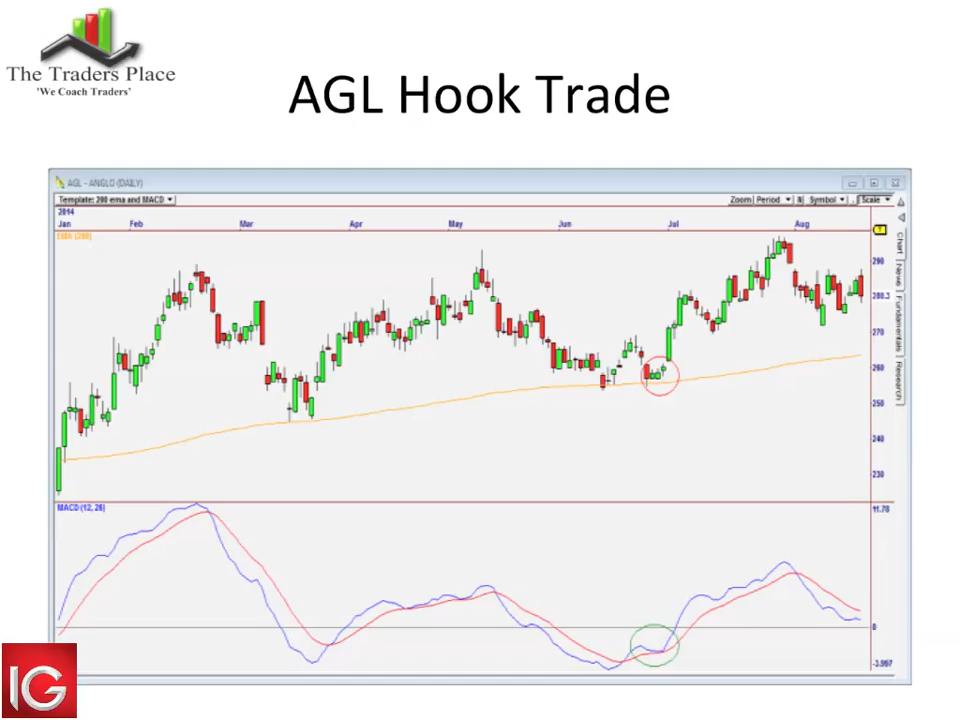 The Traders Place
'We Coach Traders'
AGL Hook Trade
AGL - ANGLO (DAILY)
Template: 200 ema and MACD
Zoom Period N Symbol . Scale
2014
Jan Feb Mar Apr May Jun Jul Aug
EMA (200)
290
280.3
270
260
250
240
230
Chart
News
Fundamentals
Research
MACD (12, 26)
11.78
0
-3.997
IG